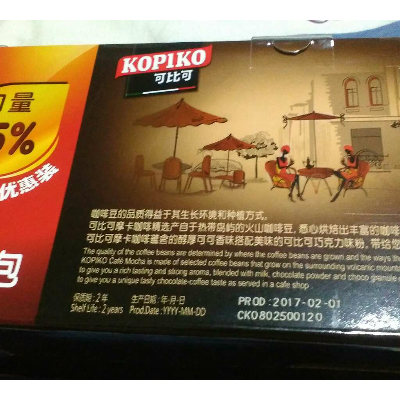 KOPIKO
可比可
量
5%
优惠装
包
咖啡豆的品质得益于其生长环境和种植方式。
可比可摩卡咖啡精选产自于热带岛屿的火山咖啡豆,悉心烘焙出丰富的咖啡
可比可摩卡咖啡蕴含的醇厚可可香味搭配美味的可比可巧克力味粉,带给您
The quality of the coffee beans are determined by where the coffee beans are grown and the ways th
KOPIKO Café Mocha is made of selected coffee beans that grow on the surrounding volcanic mountain
to give you a rich tasting and strong aroma, blended with milk, chocolate powder and choco granule c
to give you a unique tasty chocolate-coffee taste as served in a cafe shop
保质期: 2 年 生产日期: 年-月-日
Shelf Life : 2 years Prod.Date : YYYY-MM-DD
PROD :2017-02-01
CK0802500120